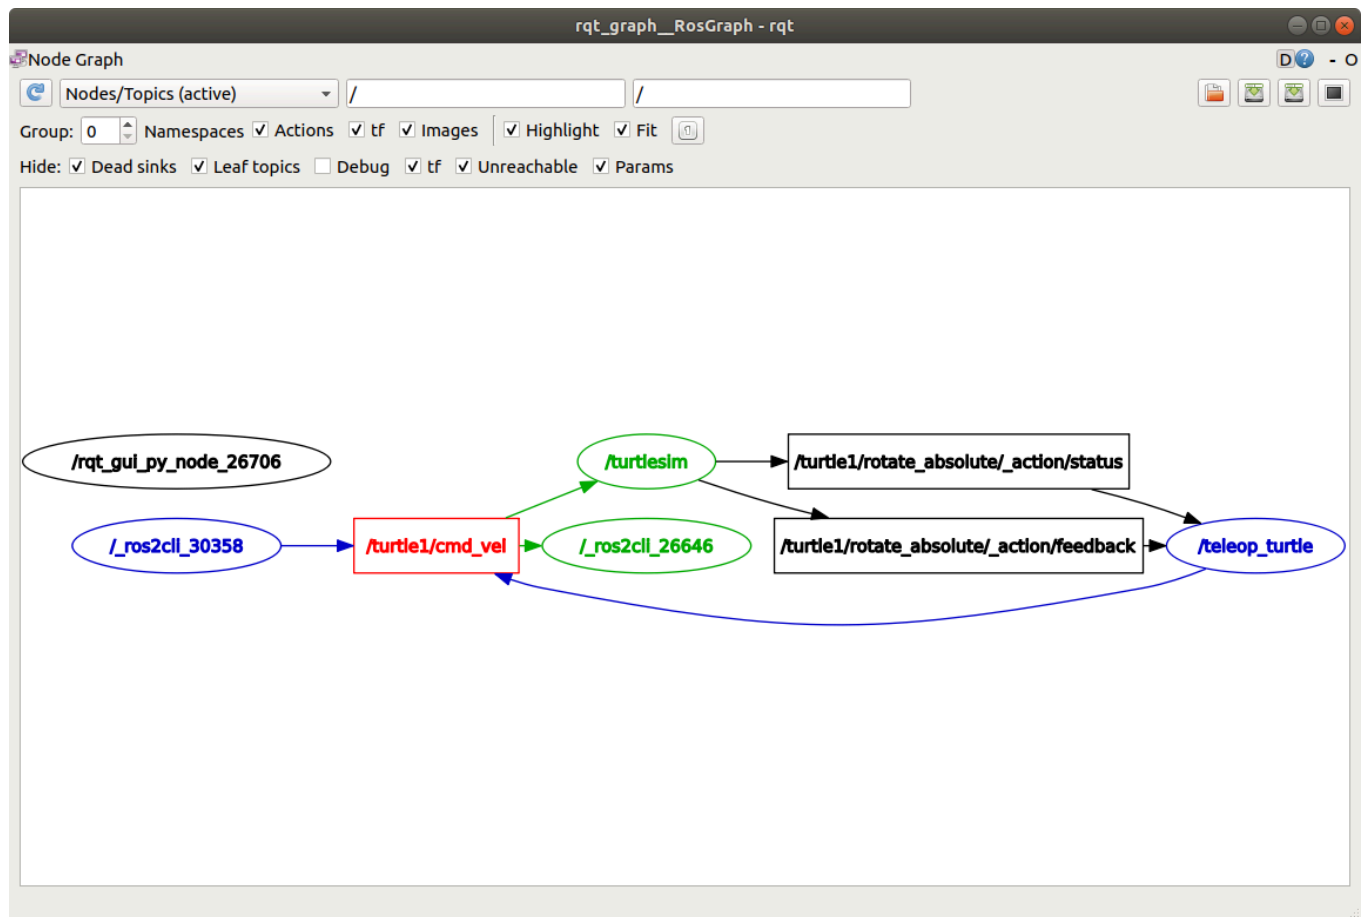 rqt_graph__RosGraph - rqt
Node Graph D ? - O
Nodes/Topics (active) / /
Group: 0 Namespaces Actions tf Images Highlight Fit
Hide: Dead sinks Leaf topics Debug tf Unreachable Params
/rqt_gui_py_node_26706 /turtlesim /turtle1/rotate_absolute/_action/status
/_ros2cli_30358 /turtle1/cmd_vel /_ros2cli_26646 /turtle1/rotate_absolute/_action/feedback /teleop_turtle